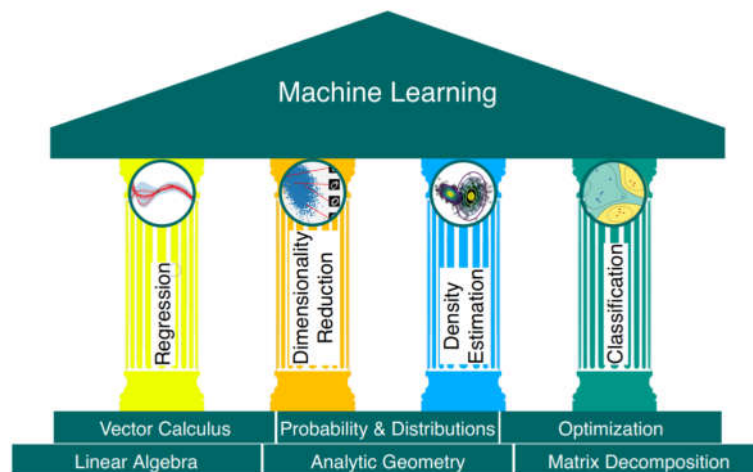 Machine Learning
Regression
Dimensionality
Reduction
Density
Estimation
Classification
Vector Calculus
Probability & Distributions
Optimization
Linear Algebra
Analytic Geometry
Matrix Decomposition